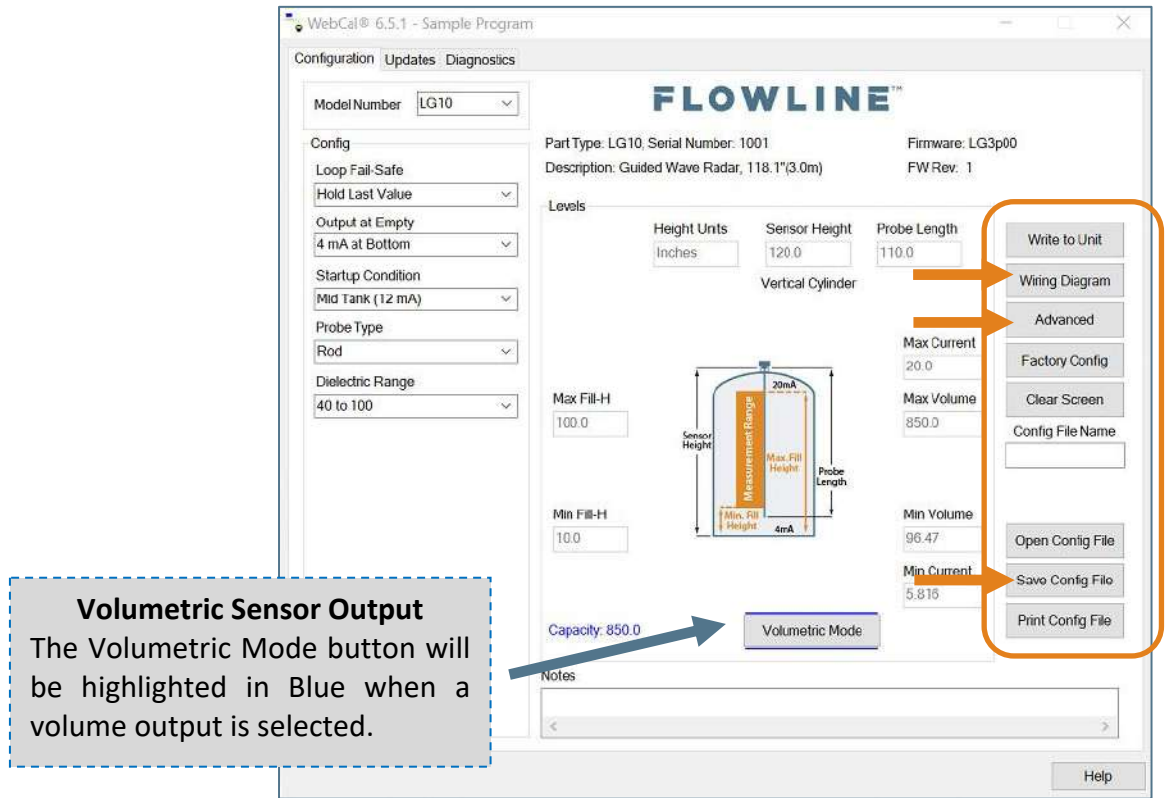 WebCal® 6.5.1 - Sample Program
Configuration Updates Diagnostics
Model Number LG10
FLOWLINE™
Config
Loop Fail-Safe
Hold Last Value
Output at Empty
4 mA at Bottom
Startup Condition
Mid Tank (12 mA)
Probe Type
Rod
Dielectric Range
40 to 100
Part Type: LG10, Serial Number: 1001
Firmware: LG3p00
Description: Guided Wave Radar, 118.1"(3.0m)
FW Rev: 1
Levels
Height Units Sensor Height Probe Length
Inches 120.0 110.0
Vertical Cylinder
Max Current
20.0
Max Fill-H
100.0
Max Volume
850.0
20mA
Sensor
Height
Measurement Range
Max. Fill
Height
Probe
Length
Min. Fill
Height
4mA
Min Fill-H
10.0
Min Volume
96.47
Min Current
5.816
Capacity: 850.0
Volumetric Mode
Write to Unit
Wiring Diagram
Advanced
Factory Config
Clear Screen
Config File Name
Open Config File
Save Config File
Print Config File
Notes
Help
Volumetric Sensor Output
The Volumetric Mode button will
be highlighted in Blue when a
volume output is selected.